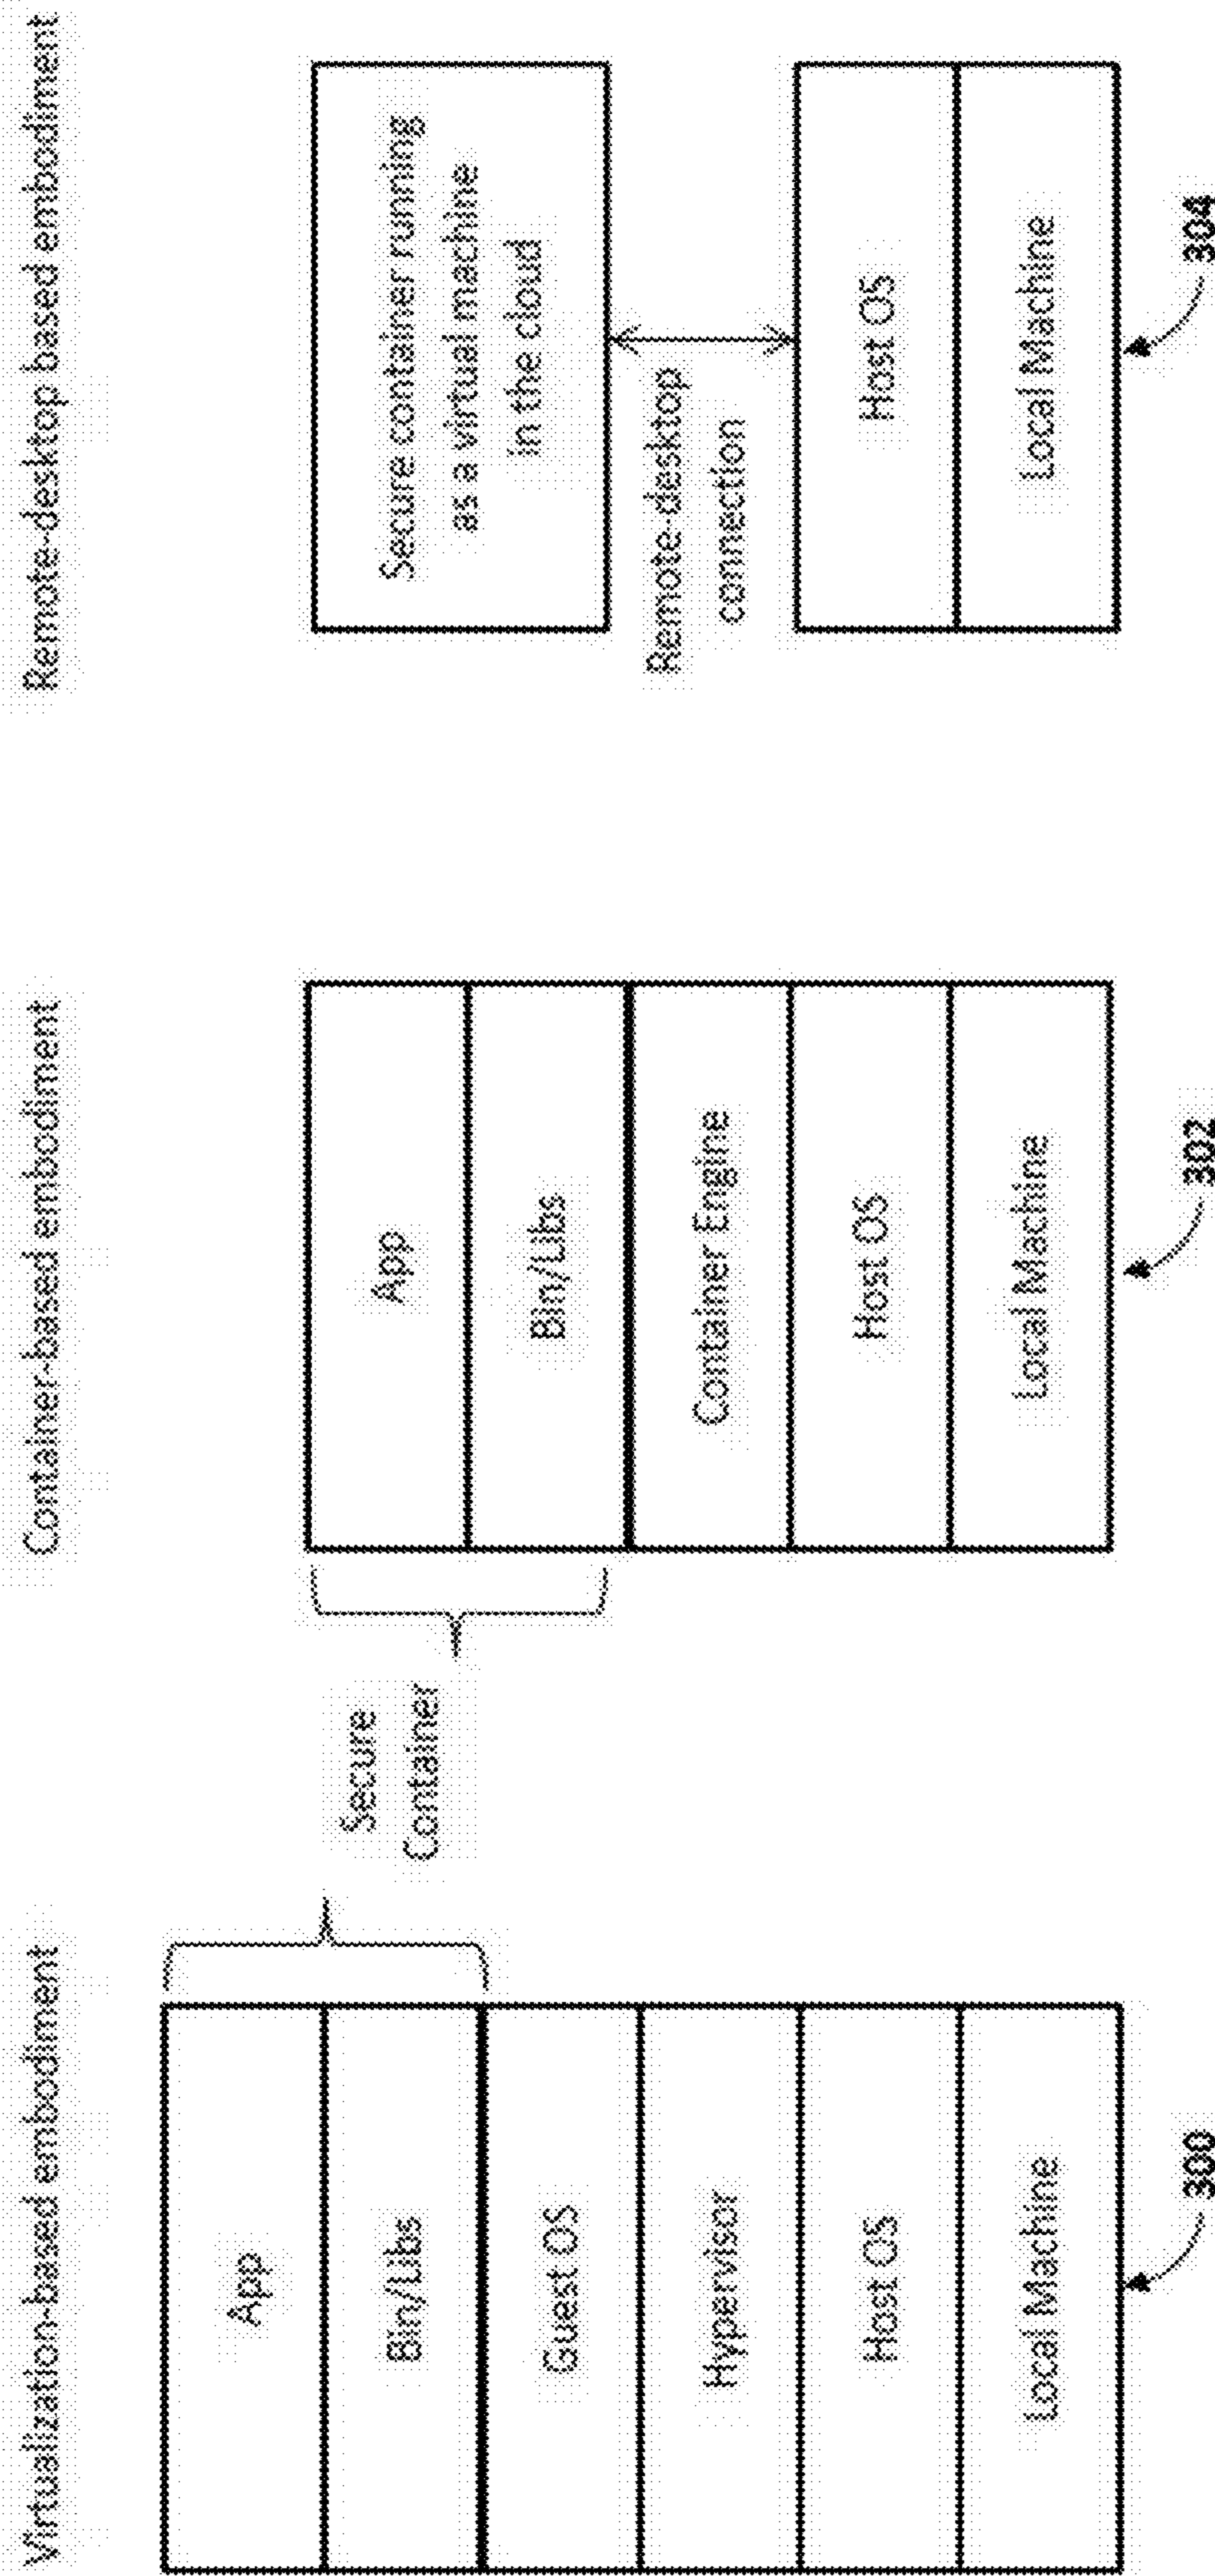 Virtualization-based embodiment
App
Bin/Libs
Guest OS
Hypervisor
Host OS
Local Machine
300
Secure
Container
Container-based embodiment
App
Bin/Libs
Container Engine
Host OS
Local Machine
302
Remote-desktop based embodiment
Secure container running
as a virtual machine
in the cloud
Remote-desktop
connection
Host OS
Local Machine
304